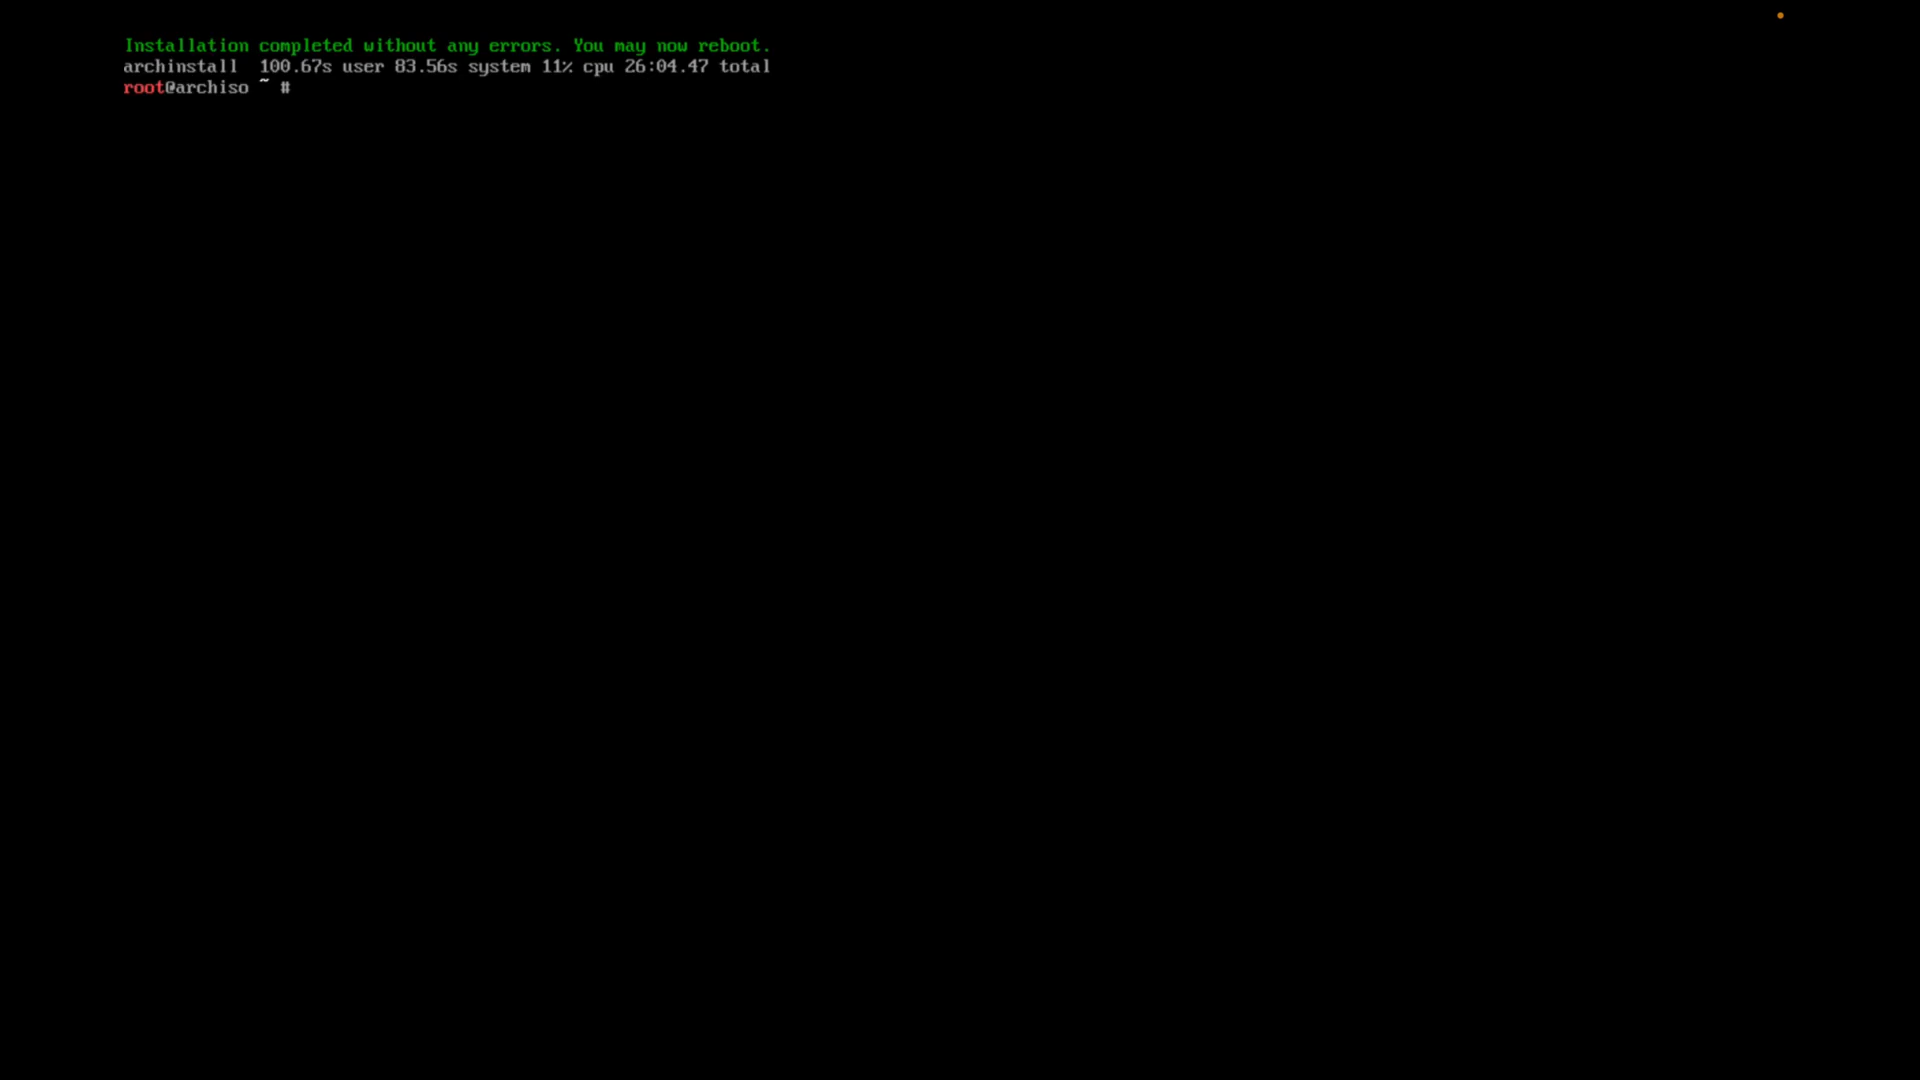 Installation completed without any errors. You may now reboot.
archinstall  100.67s user 83.56s system 11% cpu 26:04.47 total
root@archiso ~ #